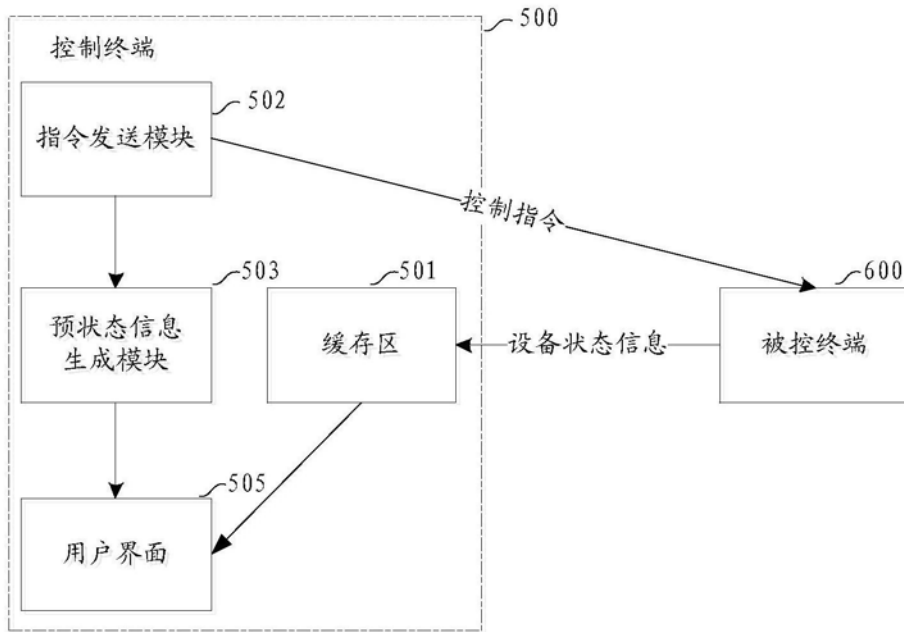 500
控制终端
502
指令发送模块
控制指令
503
501
600
预状态信息
生成模块
缓存区
设备状态信息
被控终端
505
用户界面